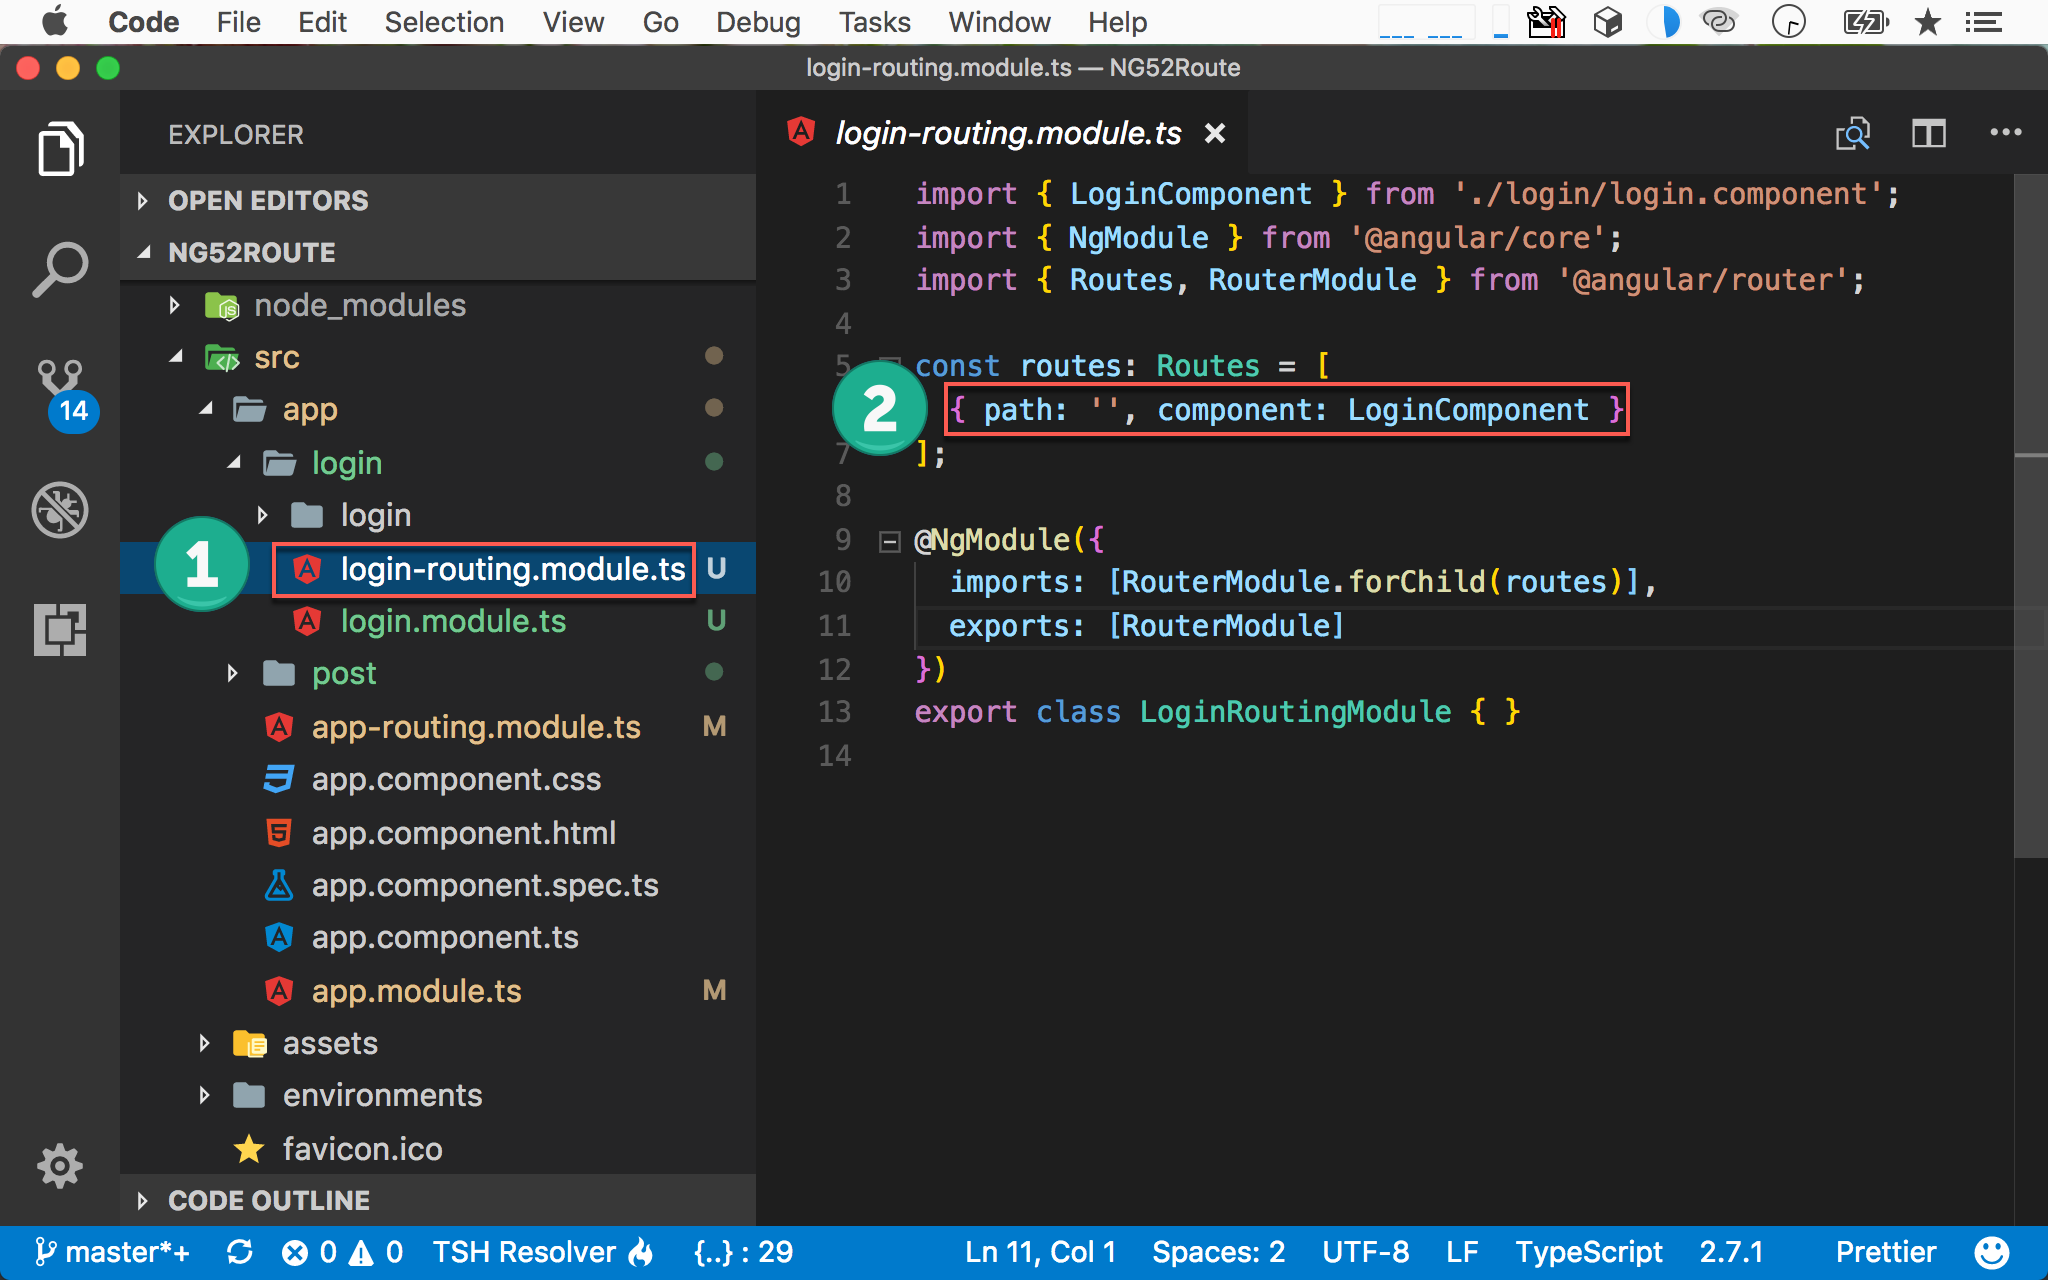 Code File Edit Selection View Go Debug Tasks Window Help
login-routing.module.ts — NG52Route
EXPLORER
OPEN EDITORS
NG52ROUTE
node_modules
src
app
login
login
1
login-routing.module.ts U
login.module.ts U
post
app-routing.module.ts M
app.component.css
app.component.html
app.component.spec.ts
app.component.ts
app.module.ts M
assets
environments
favicon.ico
CODE OUTLINE
14
login-routing.module.ts
1 import { LoginComponent } from './login/login.component';
2 import { NgModule } from '@angular/core';
3 import { Routes, RouterModule } from '@angular/router';
4
5 const routes: Routes = [
2 { path: '', component: LoginComponent }
7 ];
8
9 @NgModule({
10 imports: [RouterModule.forChild(routes)],
11 exports: [RouterModule]
12 })
13 export class LoginRoutingModule { }
14
master*+ 0 0 TSH Resolver {..} : 29 Ln 11, Col 1 Spaces: 2 UTF-8 LF TypeScript 2.7.1 Prettier